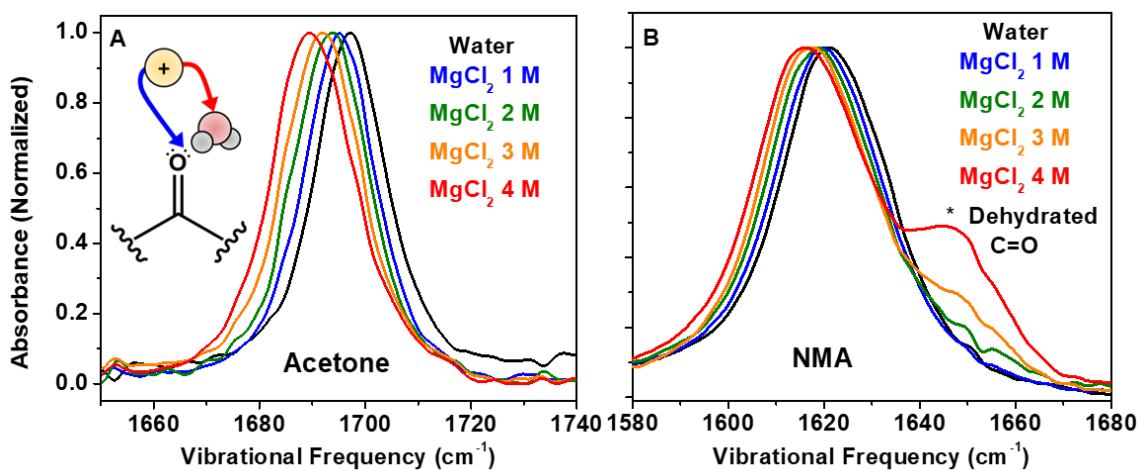 A
Water
MgCl₂ 1 M
MgCl₂ 2 M
MgCl₂ 3 M
MgCl₂ 4 M
+
O
Acetone
1.0
0.8
0.6
0.4
0.2
0.0
Absorbance (Normalized)
1660 1680 1700 1720 1740
Vibrational Frequency (cm⁻¹)
B
Water
MgCl₂ 1 M
MgCl₂ 2 M
MgCl₂ 3 M
MgCl₂ 4 M
* Dehydrated
C=O
NMA
1580 1600 1620 1640 1660 1680
Vibrational Frequency (cm⁻¹)